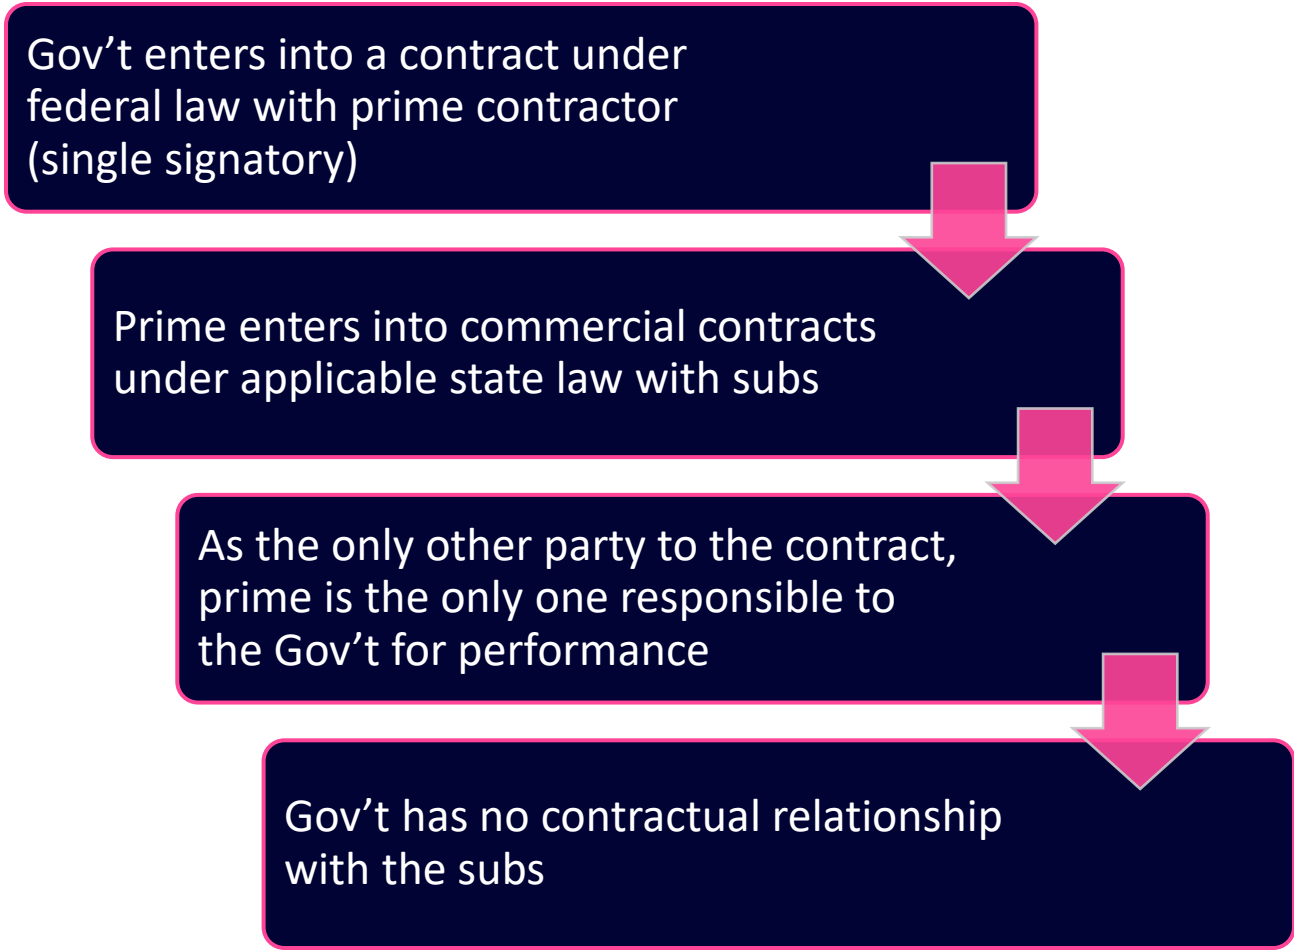 Gov’t enters into a contract under
federal law with prime contractor
(single signatory)
Prime enters into commercial contracts
under applicable state law with subs
As the only other party to the contract,
prime is the only one responsible to
the Gov’t for performance
Gov’t has no contractual relationship
with the subs